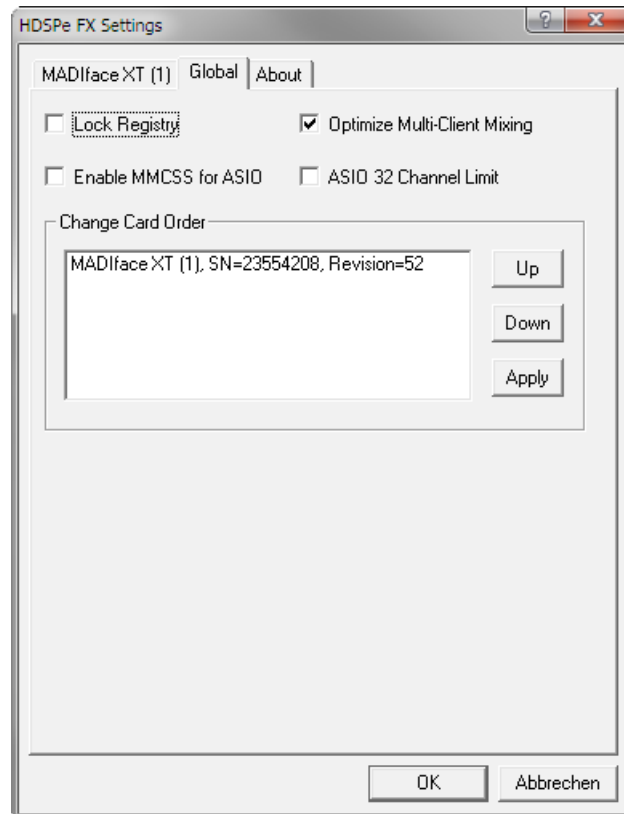 HDSPe FX Settings
MADIface XT (1) Global About
Lock Registry Optimize Multi-Client Mixing
Enable MMCSS for ASIO ASIO 32 Channel Limit
Change Card Order
MADIface XT (1), SN=23554208, Revision=52
Up
Down
Apply
OK Abbrechen